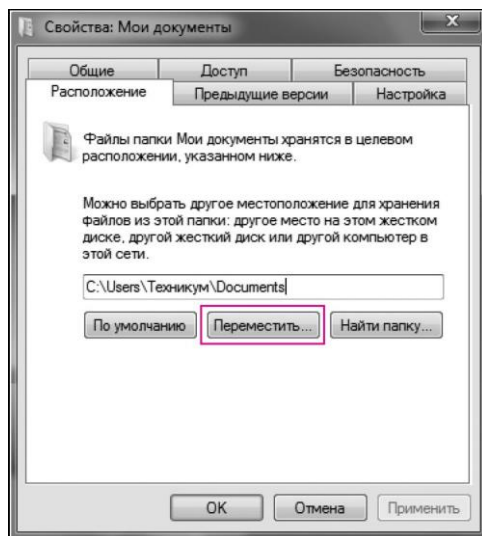 Свойства: Мои документы
Общие Доступ Безопасность
Расположение Предыдущие версии Настройка
Файлы папки Мои документы хранятся в целевом
расположении, указанном ниже.
Можно выбрать другое местоположение для хранения
файлов из этой папки: другое место на этом жестком
диске, другой жесткий диск или другой компьютер в
этой сети.
C:\Users\Техникум\Documents
По умолчанию Переместить... Найти папку...
OK Отмена Применить